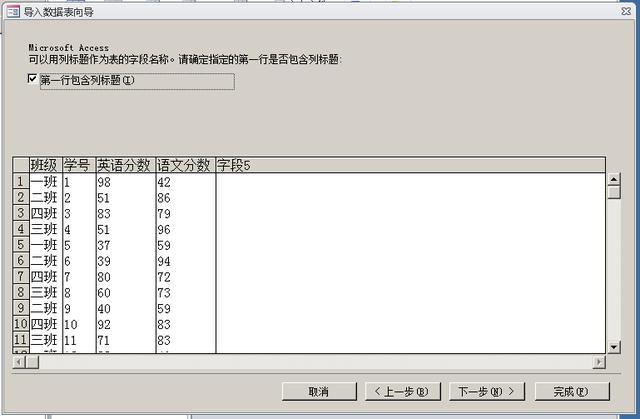 导入数据表向导
Microsoft Access
可以用列标题作为表的字段名称。请确定指定的第一行是否包含列标题:
第一行包含列标题(I)
班级 学号 英语分数 语文分数 字段5
1 一班 1 98 42
2 二班 2 51 86
3 四班 3 83 79
4 三班 4 51 96
5 一班 5 37 59
6 二班 6 39 94
7 四班 7 80 72
8 三班 8 60 73
9 二班 9 40 59
10 四班 10 92 83
11 三班 11 71 83
取消 < 上一步(B) 下一步(N) > 完成(F)